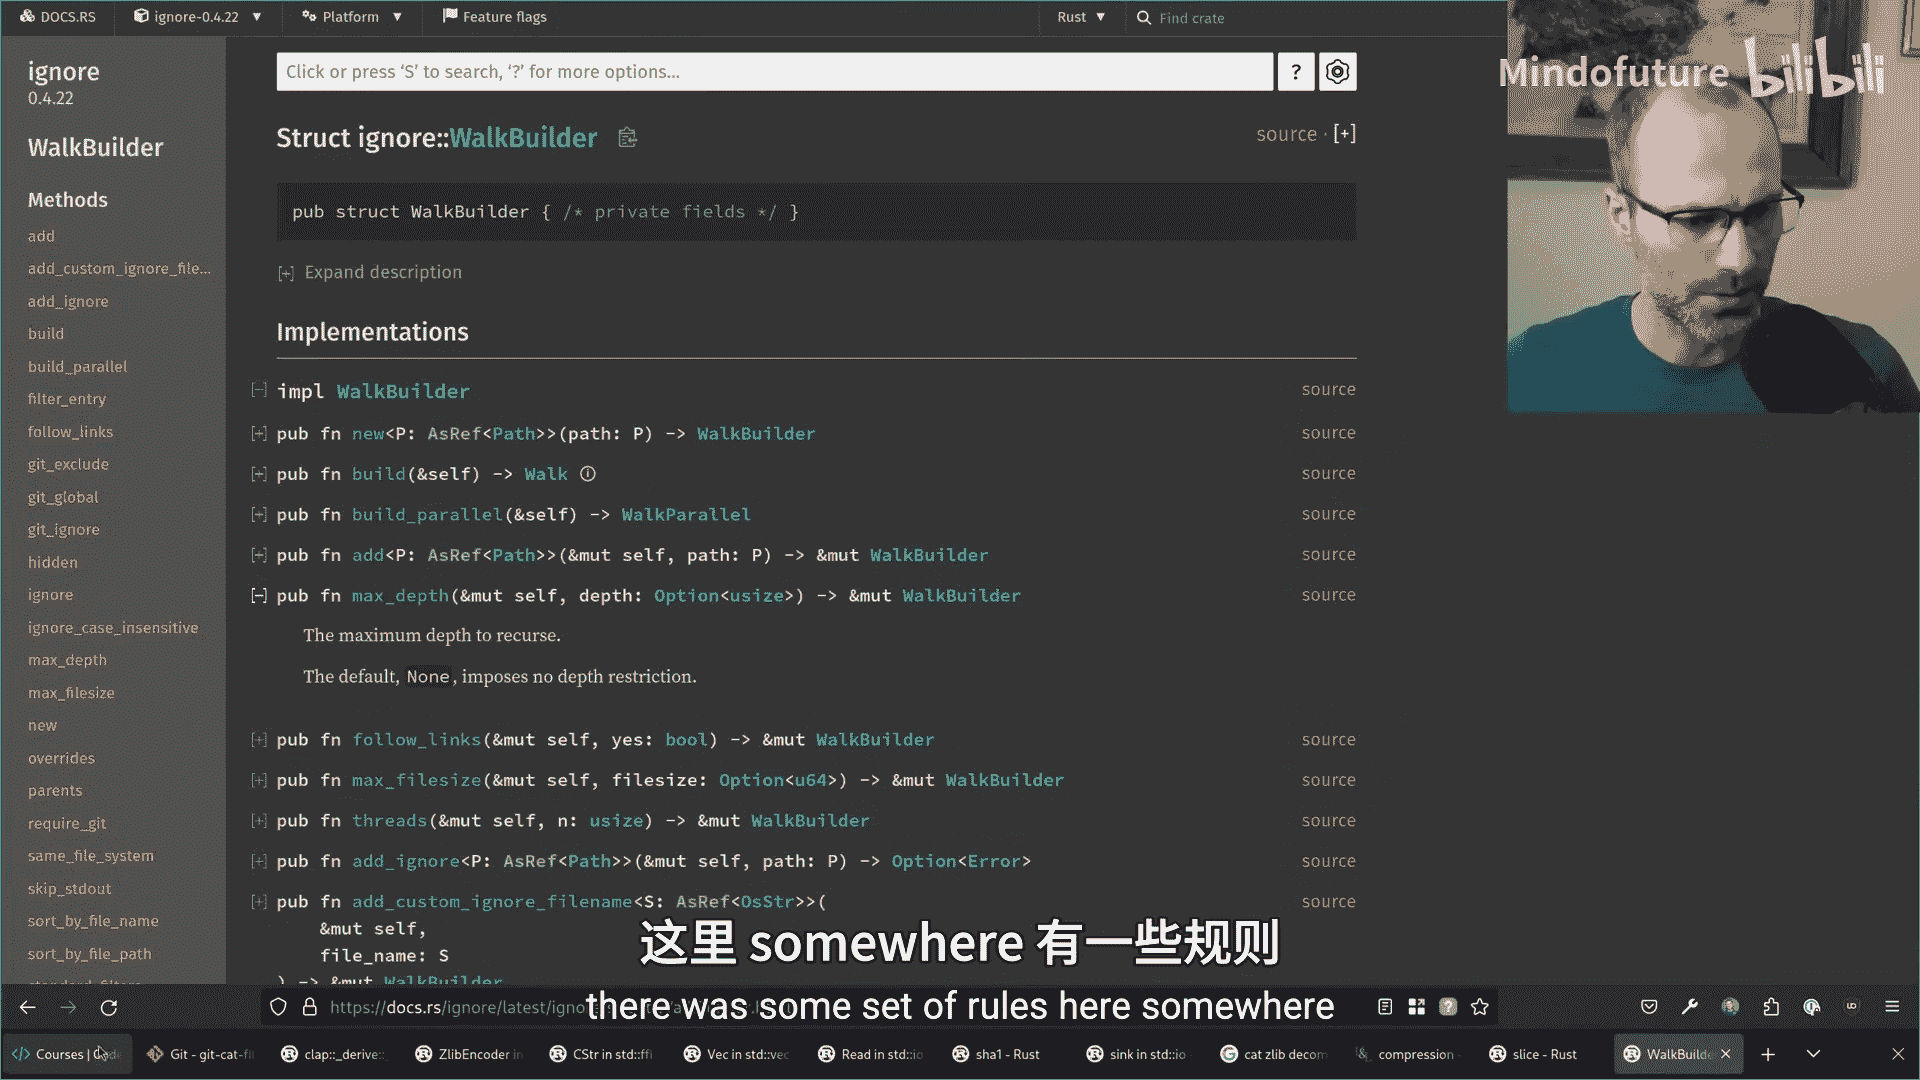 DOCS.RS
ignore-0.4.22
Platform
Feature flags
Rust
Find crate
ignore
0.4.22
WalkBuilder
Methods
add
add_custom_ignore_file...
add_ignore
build
build_parallel
filter_entry
follow_links
git_exclude
git_global
git_ignore
hidden
ignore
ignore_case_insensitive
max_depth
max_filesize
new
overrides
parents
require_git
same_file_system
skip_stdout
sort_by_file_name
sort_by_file_path
Click or press ‘S’ to search, ‘?’ for more options...
?
Struct ignore::WalkBuilder
source · [+]
pub struct WalkBuilder { /* private fields */ }
[+] Expand description
Implementations
[-] impl WalkBuilder source
[+] pub fn new<P: AsRef<Path>>(path: P) -> WalkBuilder source
[+] pub fn build(&self) -> Walk ⓘ source
[+] pub fn build_parallel(&self) -> WalkParallel source
[+] pub fn add<P: AsRef<Path>>(&mut self, path: P) -> &mut WalkBuilder source
[-] pub fn max_depth(&mut self, depth: Option<usize>) -> &mut WalkBuilder source
The maximum depth to recurse.
The default, None, imposes no depth restriction.
[+] pub fn follow_links(&mut self, yes: bool) -> &mut WalkBuilder source
[+] pub fn max_filesize(&mut self, filesize: Option<u64>) -> &mut WalkBuilder source
[+] pub fn threads(&mut self, n: usize) -> &mut WalkBuilder source
[+] pub fn add_ignore<P: AsRef<Path>>(&mut self, path: P) -> Option<Error> source
[+] pub fn add_custom_ignore_filename<S: AsRef<OsStr>>( source
&mut self,
file_name: S
) -> &mut WalkBuilder
Mindofuture bilibili
这里 somewhere 有一些规则
there was some set of rules here somewhere
https://docs.rs/ignore/latest/igno
Courses |
Git - git-cat-fil
clap::_derive::
ZlibEncoder in
CStr in std::ffi
Vec in std::vec
Read in std::io
sha1 - Rust
sink in std::io
cat zlib decom
compression
slice - Rust
WalkBuild